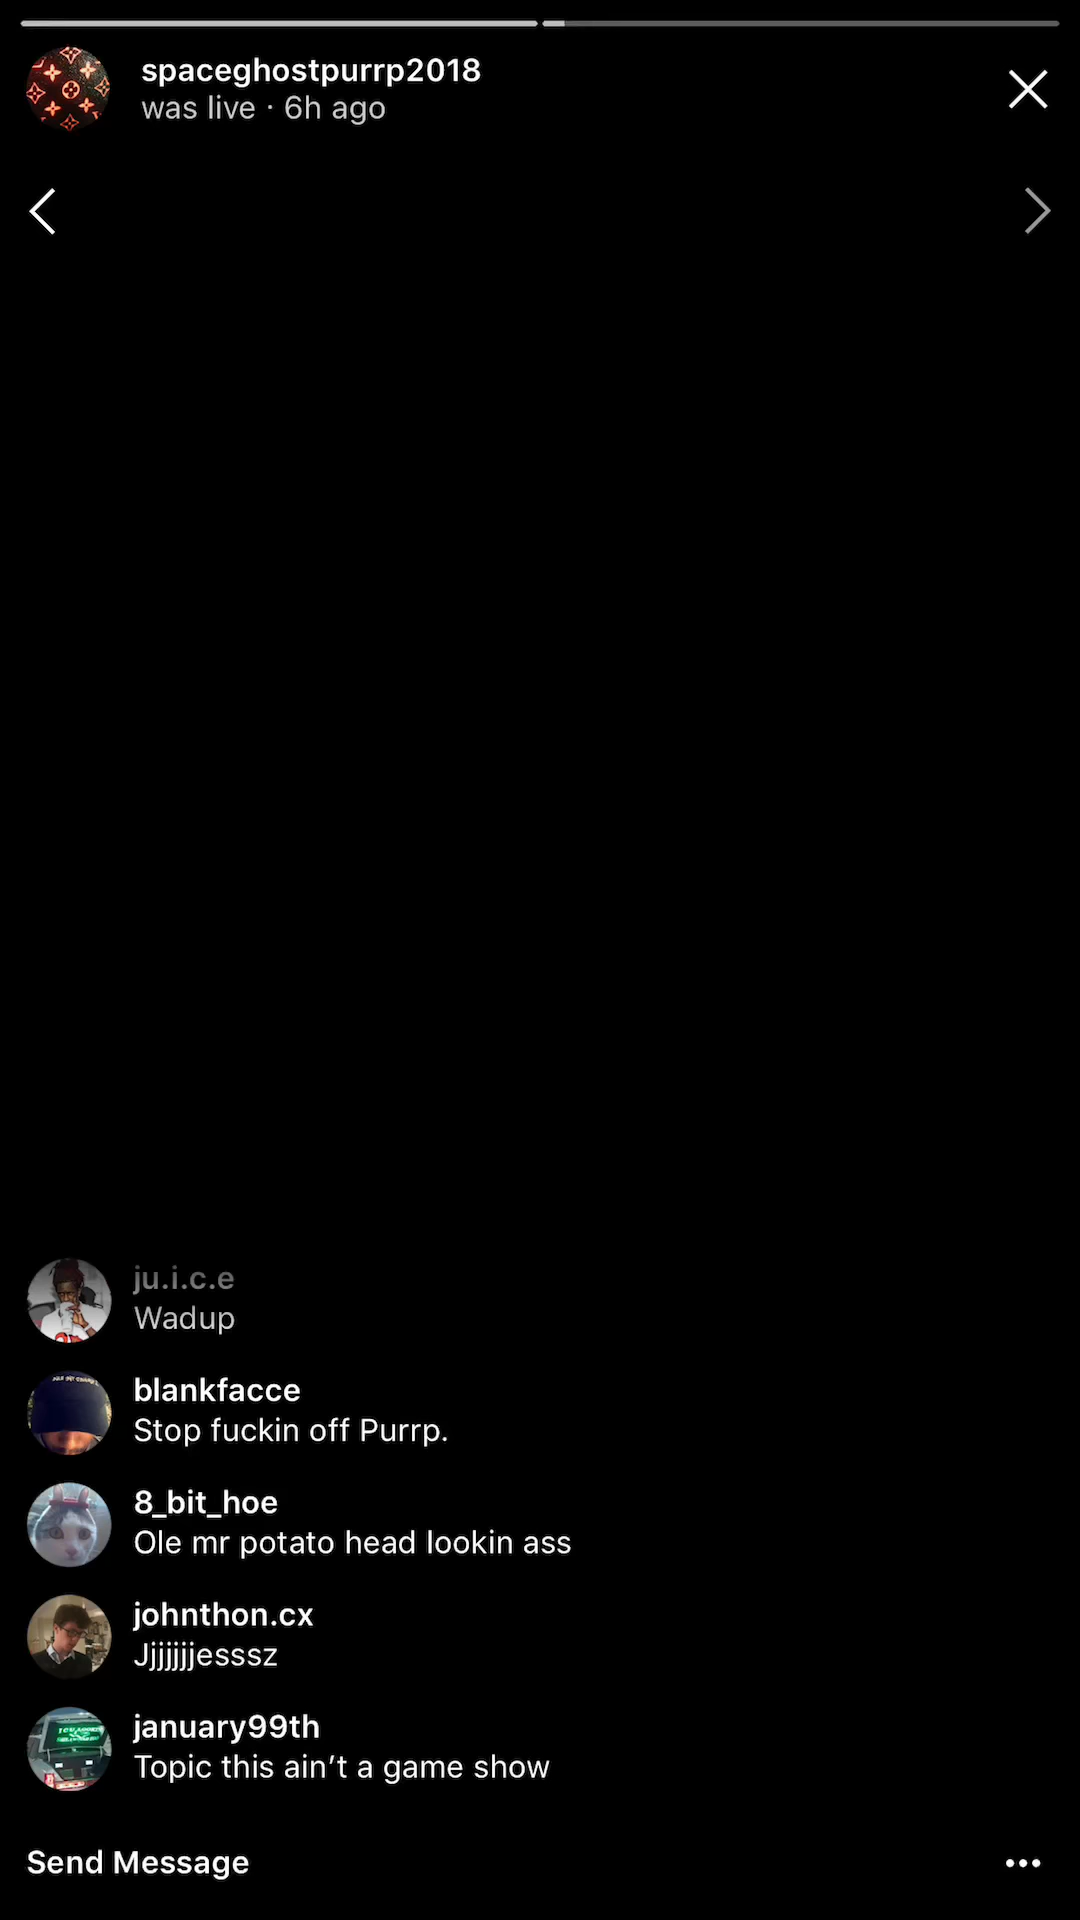 spaceghostpurrp2018
was live · 6h ago
ju.i.c.e
Wadup
blankfacce
Stop fuckin off Purrp.
8_bit_hoe
Ole mr potato head lookin ass
johnthon.cx
Jjjjjjjesssz
january99th
Topic this ain’t a game show
Send Message